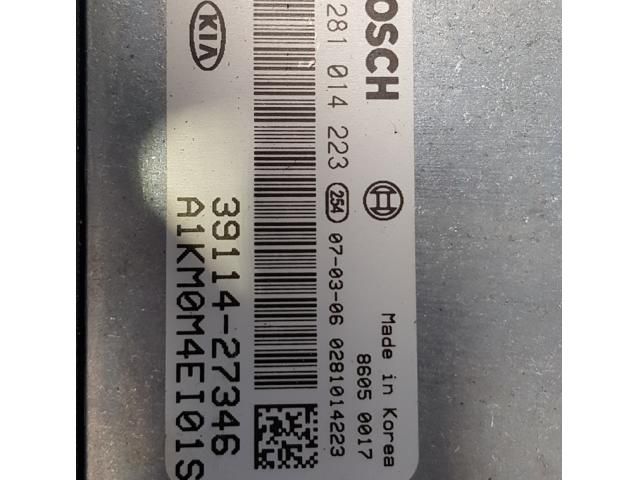 BOSCH
Made in Korea
8605 0017
281 014 223 254 07-03-06 0281014223
KIA
39114-27346
A1KM0M4EI01S